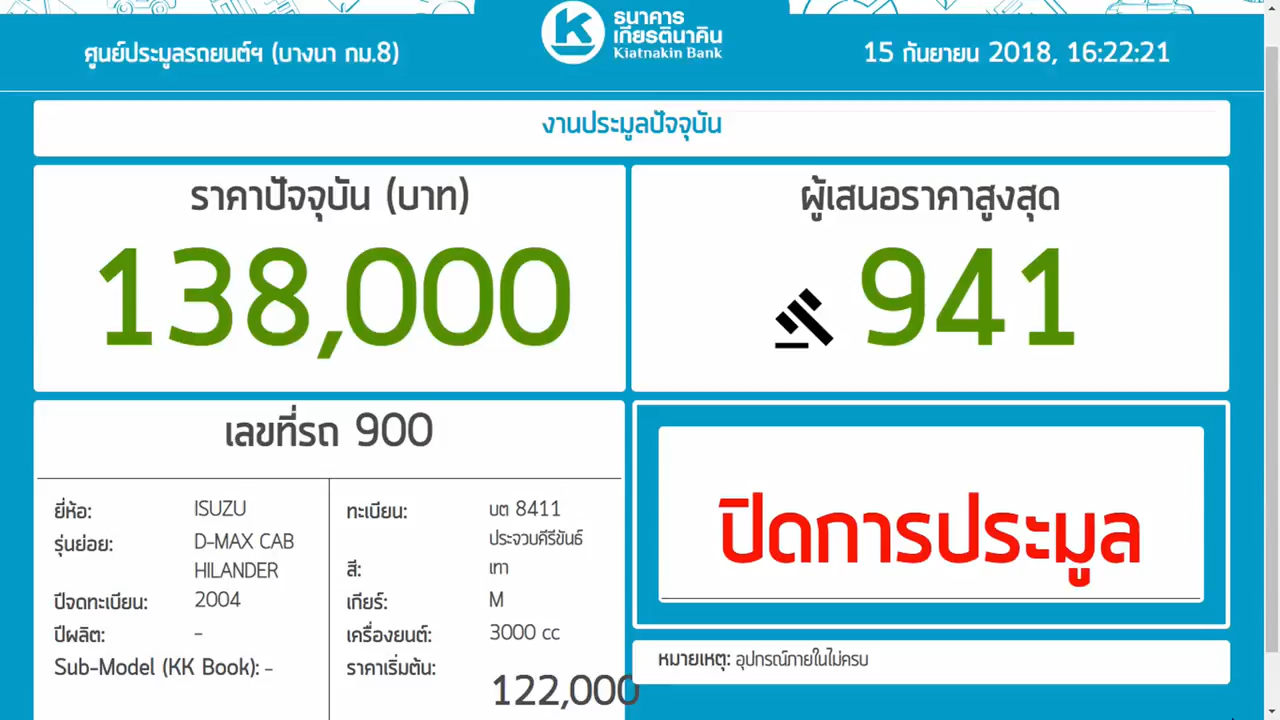 ศูนย์ประมูลรถยนต์ฯ (บางนา กม.8)
ธนาคาร
เกียรตินาคิน
Kiatnakin Bank
15 กันยายน 2018, 16:22:21
งานประมูลปัจจุบัน
ราคาปัจจุบัน (บาท)
138,000
ผู้เสนอราคาสูงสุด
941
เลขที่รถ 900
ยี่ห้อ: ISUZU
รุ่นย่อย: D-MAX CAB
HILANDER
ปีจดทะเบียน: 2004
ปีผลิต: -
Sub-Model (KK Book): -
ทะเบียน: บต 8411
ประจวบคีรีขันธ์
สี: เทา
เกียร์: M
เครื่องยนต์: 3000 cc
ราคาเริ่มต้น:
122,000
ปิดการประมูล
หมายเหตุ: อุปกรณ์ภายในไม่ครบ